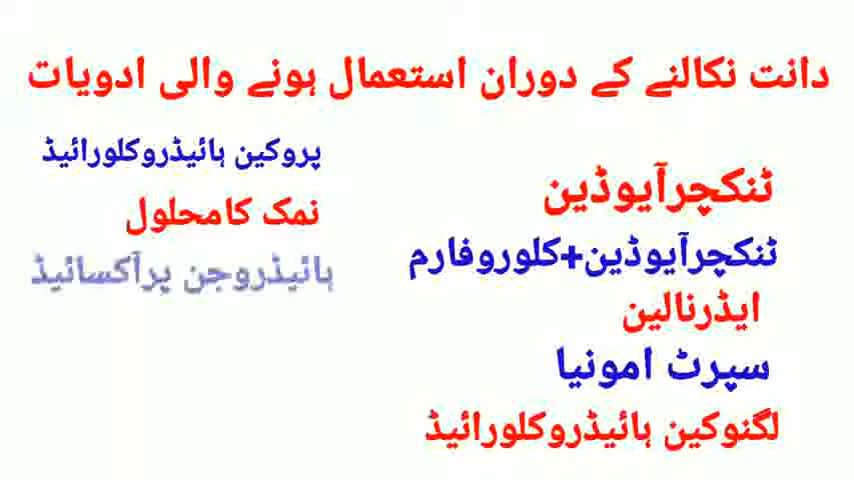 دانت نکالنے کے دوران استعمال ہونے والی ادویات
ٹنکچرآیوڈین
ٹنکچرآیوڈین+کلوروفارم
ایڈرنالین
سپرٹ امونیا
لگنوکین ہائیڈروکلورائیڈ
پروکین ہائیڈروکلورائیڈ
نمک کامحلول
ہائیڈروجن پرآکسائیڈ